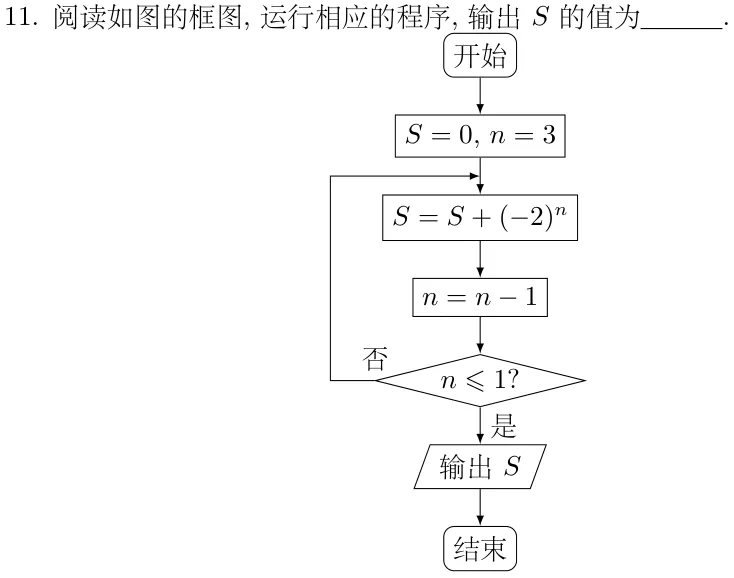 11. 阅读如图的框图, 运行相应的程序, 输出 S 的值为______.
开始
S = 0, n = 3
S = S + (−2)ⁿ
n = n − 1
否
n ⩽ 1?
是
输出 S
结束